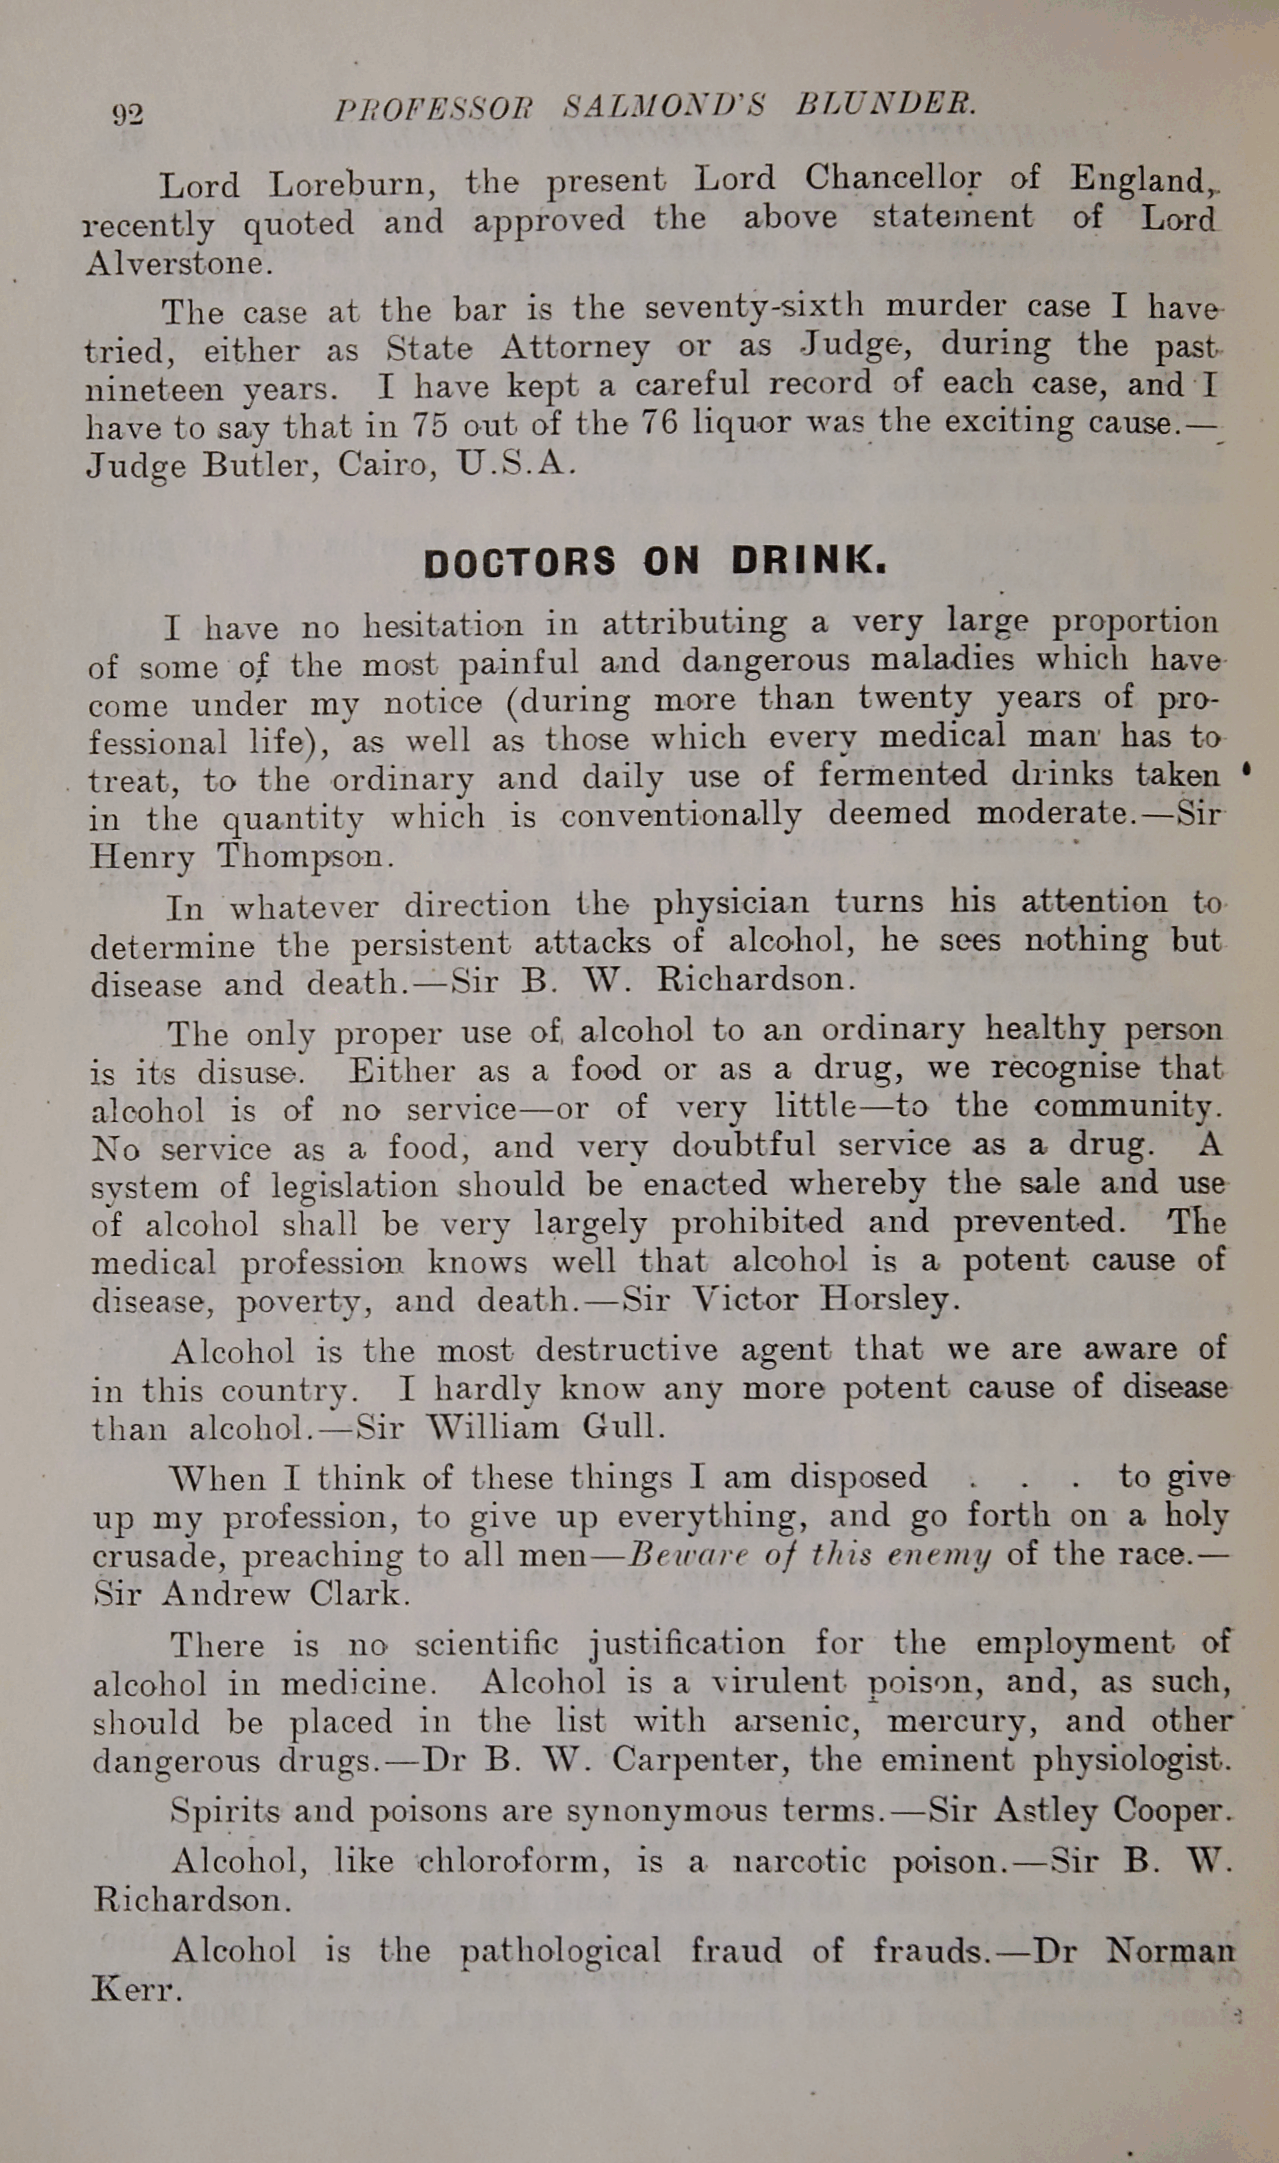 92 PROFESSOR SALMOND'S BLUNDER.
Lord Loreburn, the present Lord Chancellor of England,
recently quoted and approved the above statement of Lord
Alverstone.
The case at the bar is the seventy-sixth murder case I have
tried, either as State Attorney or as Judge, during the past
nineteen years. I have kept a careful record of each case, and I
have to say that in 75 out of the 76 liquor was the exciting cause.—
Judge Butler, Cairo, U.S.A.
DOCTORS ON DRINK.
I have no hesitation in attributing a very large proportion
of some of the most painful and dangerous maladies which have
come under my notice (during more than twenty years of pro-
fessional life), as well as those which every medical man has to
treat, to the ordinary and daily use of fermented drinks taken
in the quantity which is conventionally deemed moderate.—Sir
Henry Thompson.
In whatever direction the physician turns his attention to
determine the persistent attacks of alcohol, he sees nothing but
disease and death.—Sir B. W. Richardson.
The only proper use of alcohol to an ordinary healthy person
is its disuse. Either as a food or as a drug, we recognise that
alcohol is of no service—or of very little—to the community.
No service as a food, and very doubtful service as a drug. A
system of legislation should be enacted whereby the sale and use
of alcohol shall be very largely prohibited and prevented. The
medical profession knows well that alcohol is a potent cause of
disease, poverty, and death.—Sir Victor Horsley.
Alcohol is the most destructive agent that we are aware of
in this country. I hardly know any more potent cause of disease
than alcohol.—Sir William Gull.
When I think of these things I am disposed . . . to give
up my profession, to give up everything, and go forth on a holy
crusade, preaching to all men—Beware of this enemy of the race.—
Sir Andrew Clark.
There is no scientific justification for the employment of
alcohol in medicine. Alcohol is a virulent poison, and, as such,
should be placed in the list with arsenic, mercury, and other
dangerous drugs.—Dr B. W. Carpenter, the eminent physiologist.
Spirits and poisons are synonymous terms.—Sir Astley Cooper.
Alcohol, like chloroform, is a narcotic poison.—Sir B. W.
Richardson.
Alcohol is the pathological fraud of frauds.—Dr Norman
Kerr.